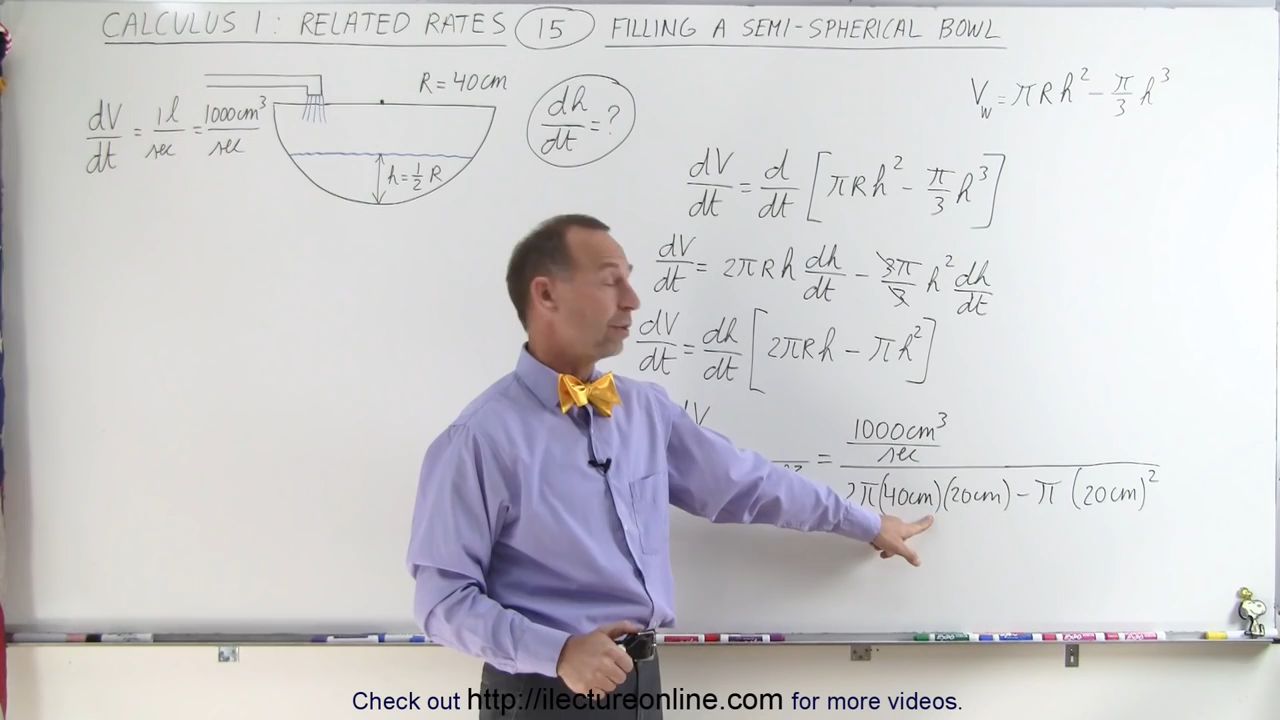 CALCULUS 1: RELATED RATES 15 FILLING A SEMI-SPHERICAL BOWL
R = 40cm
dV/dt = 1l/sec = 1000cm³/sec
dh/dt = ?
h = ½ R
V_w = πRh² - π/3 h³
dV/dt = d/dt [πRh² - π/3 h³]
dV/dt = 2πRh dh/dt - 3π/3 h² dh/dt
dV/dt = dh/dt [2πRh - πh²]
dV
= 1000cm³/sec / 2π(40cm)(20cm) - π (20cm)²
EXPO
Check out http://ilectureonline.com for more videos.